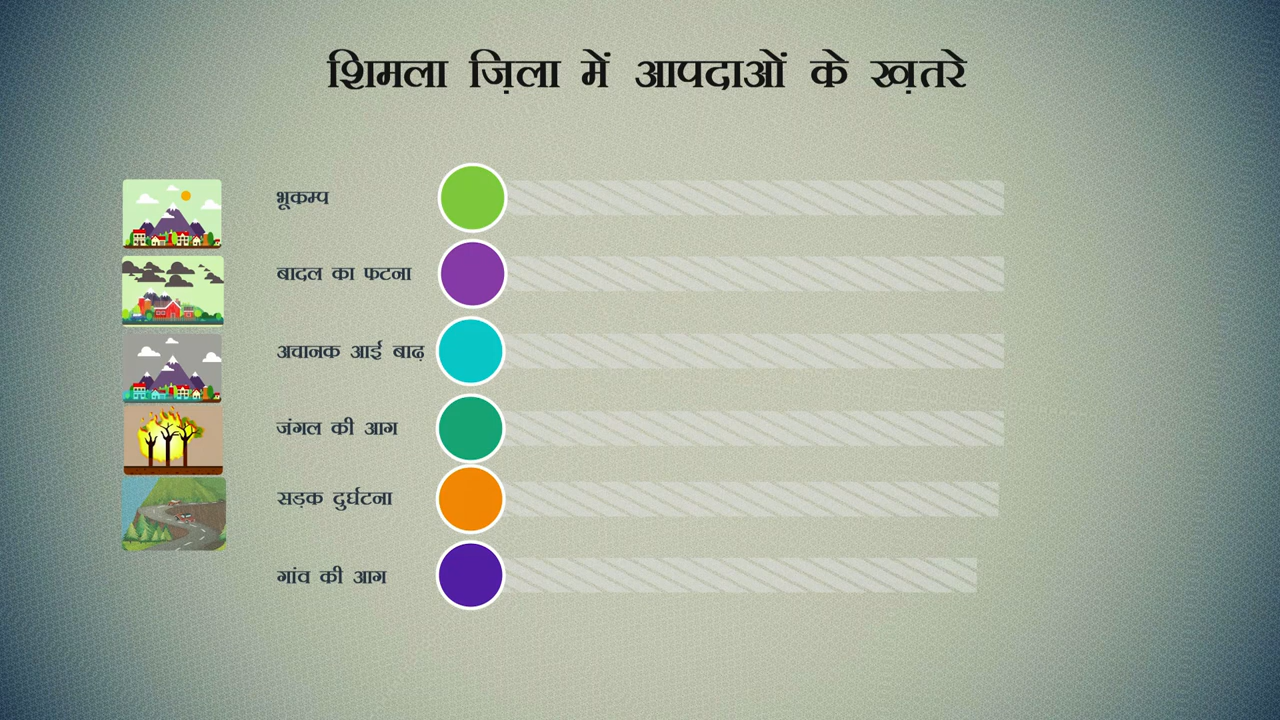 शिमला ज़िला में आपदाओं के ख़तरे
भूकम्प
बादल का फटना
अचानक आई बाढ़
जंगल की आग
सड़क दुर्घटना
गांव की आग